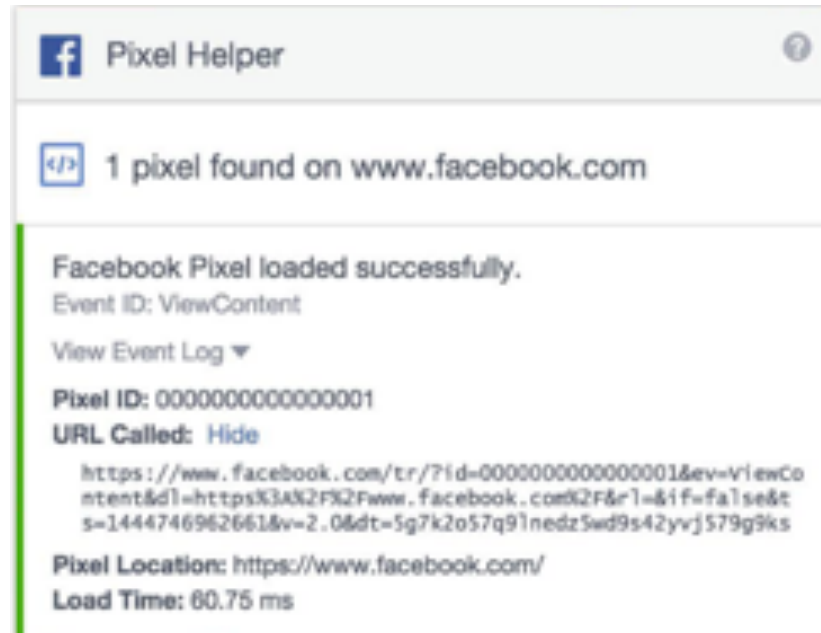 Pixel Helper
1 pixel found on www.facebook.com
Facebook Pixel loaded successfully.
Event ID: ViewContent
View Event Log
Pixel ID: 0000000000000001
URL Called: Hide
https://www.facebook.com/tr/?id=0000000000000001&ev=ViewCo
ntent&dl=https%3A%2F%2Fwww.facebook.com%2F&rl=&if=false&t
s=1444746962661&v=2.0&dt=5g7k2o57q9lnedz5wd9s42yvj579g9ks
Pixel Location: https://www.facebook.com/
Load Time: 60.75 ms